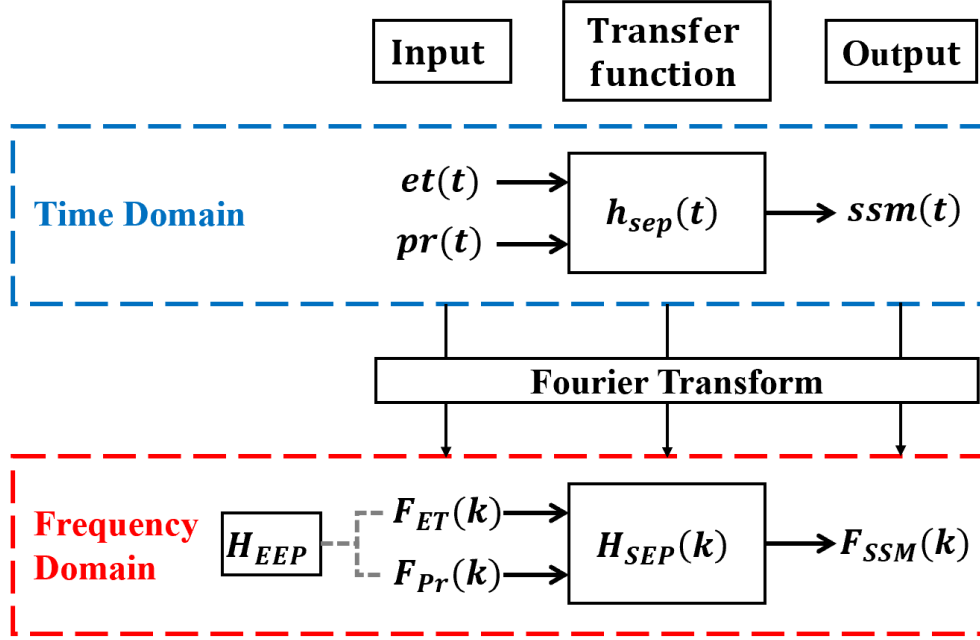 Input
Transfer
function
Output
Time Domain
et(t)
pr(t)
h_sep(t)
ssm(t)
Fourier Transform
Frequency
Domain
H_EEP
F_ET(k)
F_Pr(k)
H_SEP(k)
F_SSM(k)